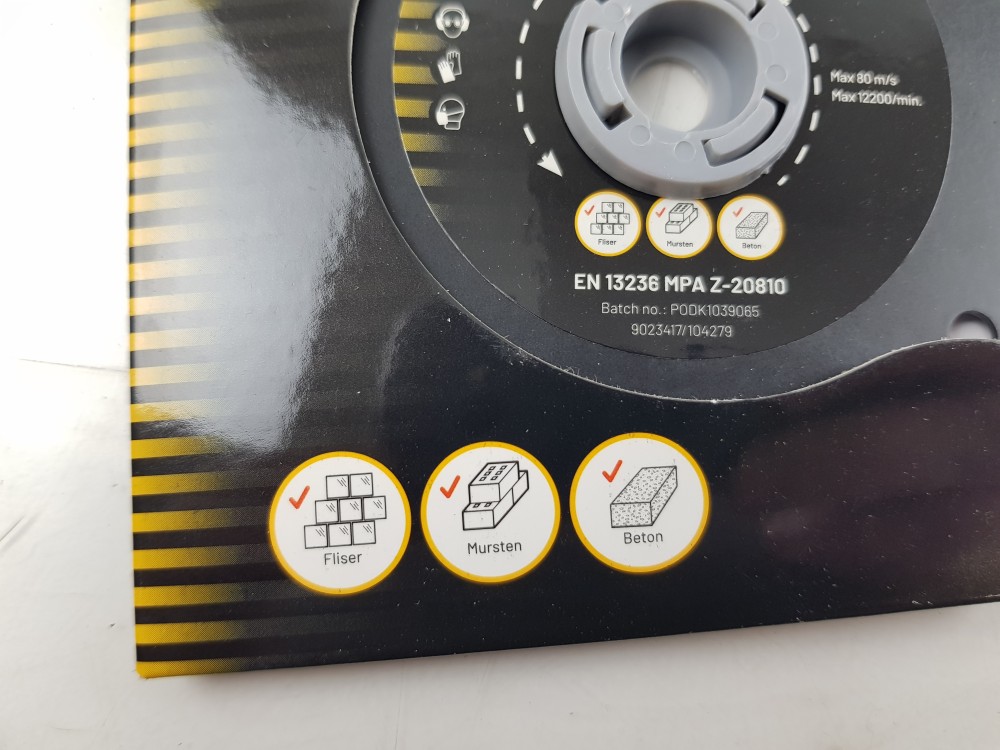 Max 80 m/s
Max 12200/min.
Fliser
Mursten
Beton
EN 13236 MPA Z-20810
Batch no.: PODK1039065
9023417/104279
Fliser
Mursten
Beton